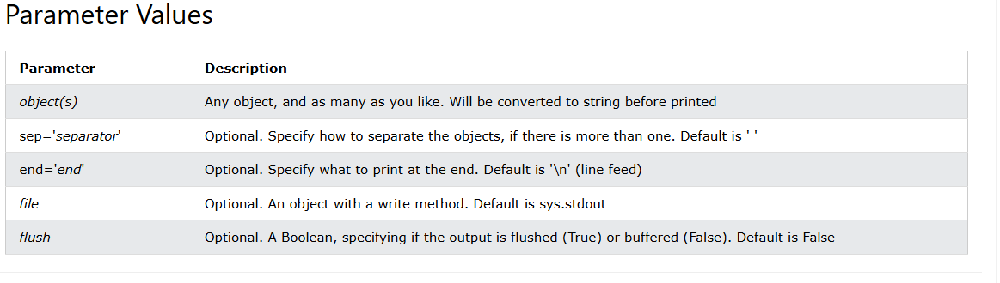 Parameter Values
Parameter Description
object(s) Any object, and as many as you like. Will be converted to string before printed
sep='separator' Optional. Specify how to separate the objects, if there is more than one. Default is ' '
end='end' Optional. Specify what to print at the end. Default is '\n' (line feed)
file Optional. An object with a write method. Default is sys.stdout
flush Optional. A Boolean, specifying if the output is flushed (True) or buffered (False). Default is False